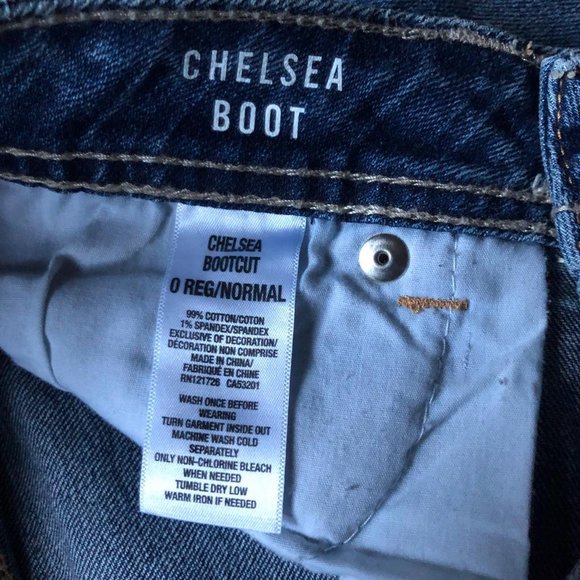 CHELSEA
BOOT
CHELSEA
BOOTCUT
0 REG/NORMAL
99% COTTON/COTON
1% SPANDEX/SPANDEX
EXCLUSIVE OF DECORATION/
DÉCORATION NON COMPRISE
MADE IN CHINA/
FABRIQUÉ EN CHINE
RN121726 CA53201
WASH ONCE BEFORE
WEARING
TURN GARMENT INSIDE OUT
MACHINE WASH COLD
SEPARATELY
ONLY NON-CHLORINE BLEACH
WHEN NEEDED
TUMBLE DRY LOW
WARM IRON IF NEEDED